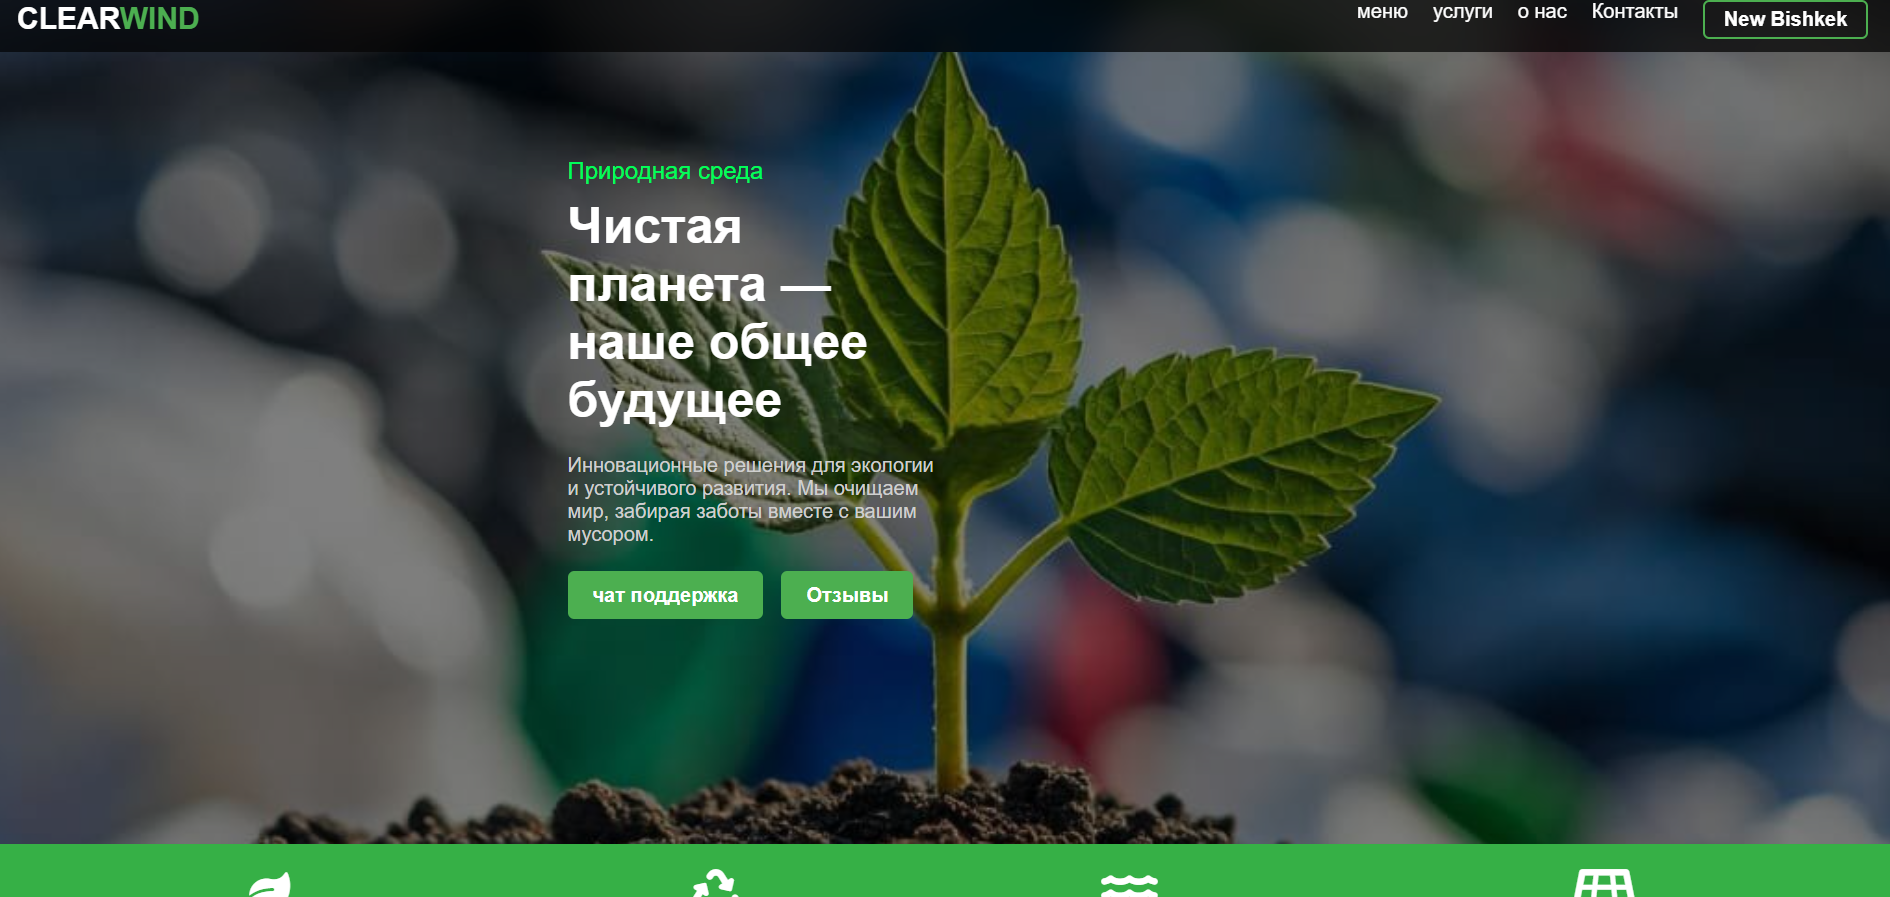 CLEARWIND
меню услуги о нас Контакты New Bishkek
Природная среда
Чистая
планета —
наше общее
будущее
Инновационные решения для экологии
и устойчивого развития. Мы очищаем
мир, забирая заботы вместе с вашим
мусором.
чат поддержка Отзывы